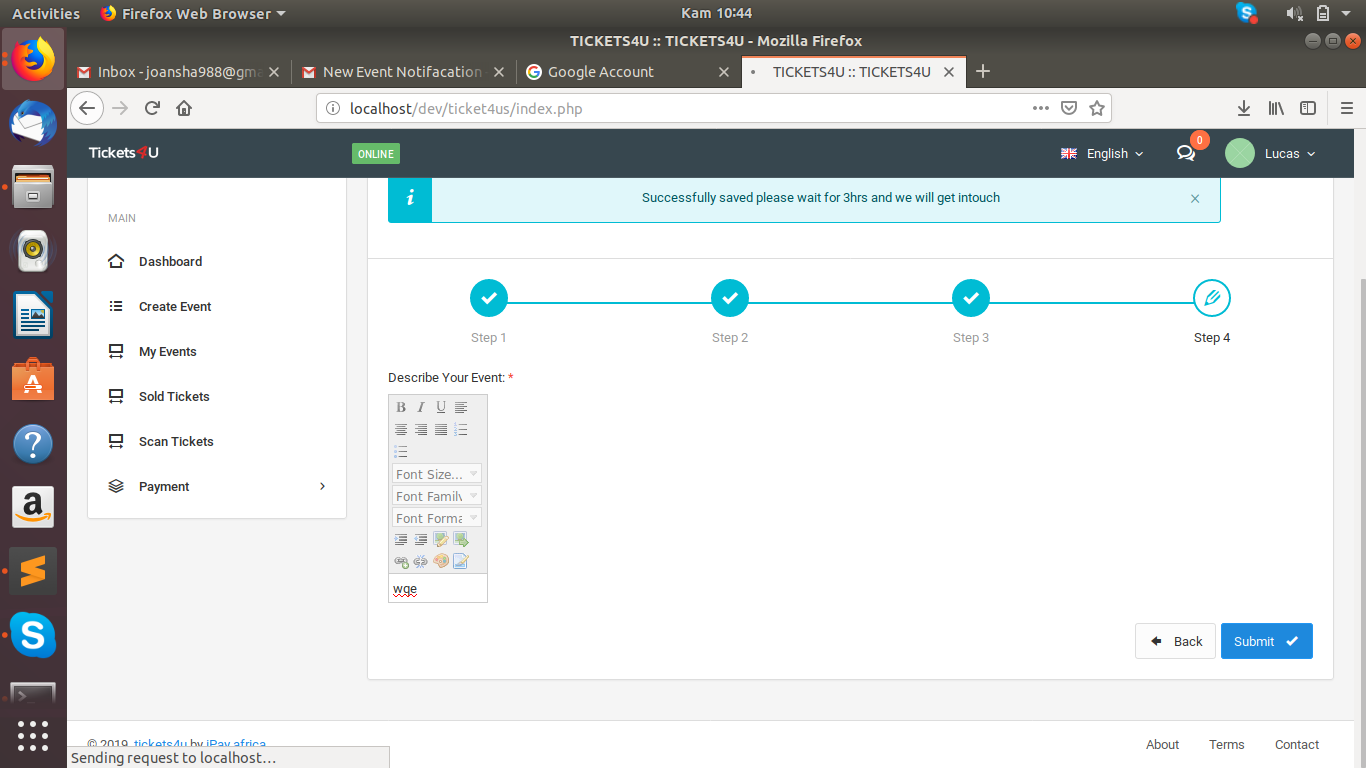 Activities
Firefox Web Browser
Kam 10:44
TICKETS4U :: TICKETS4U - Mozilla Firefox
Inbox - joansha988@gma
New Event Notifacation
Google Account
TICKETS4U :: TICKETS4U
localhost/dev/ticket4us/index.php
Tickets4U
ONLINE
English
0
Lucas
MAIN
Dashboard
Create Event
My Events
Sold Tickets
Scan Tickets
Payment
Successfully saved please wait for 3hrs and we will get intouch
Step 1
Step 2
Step 3
Step 4
Describe Your Event: *
B I U
Font Size...
Font Family
Font Forma
wqe
Back
Submit
© 2019. tickets4u by iPay africa
About
Terms
Contact
Sending request to localhost...